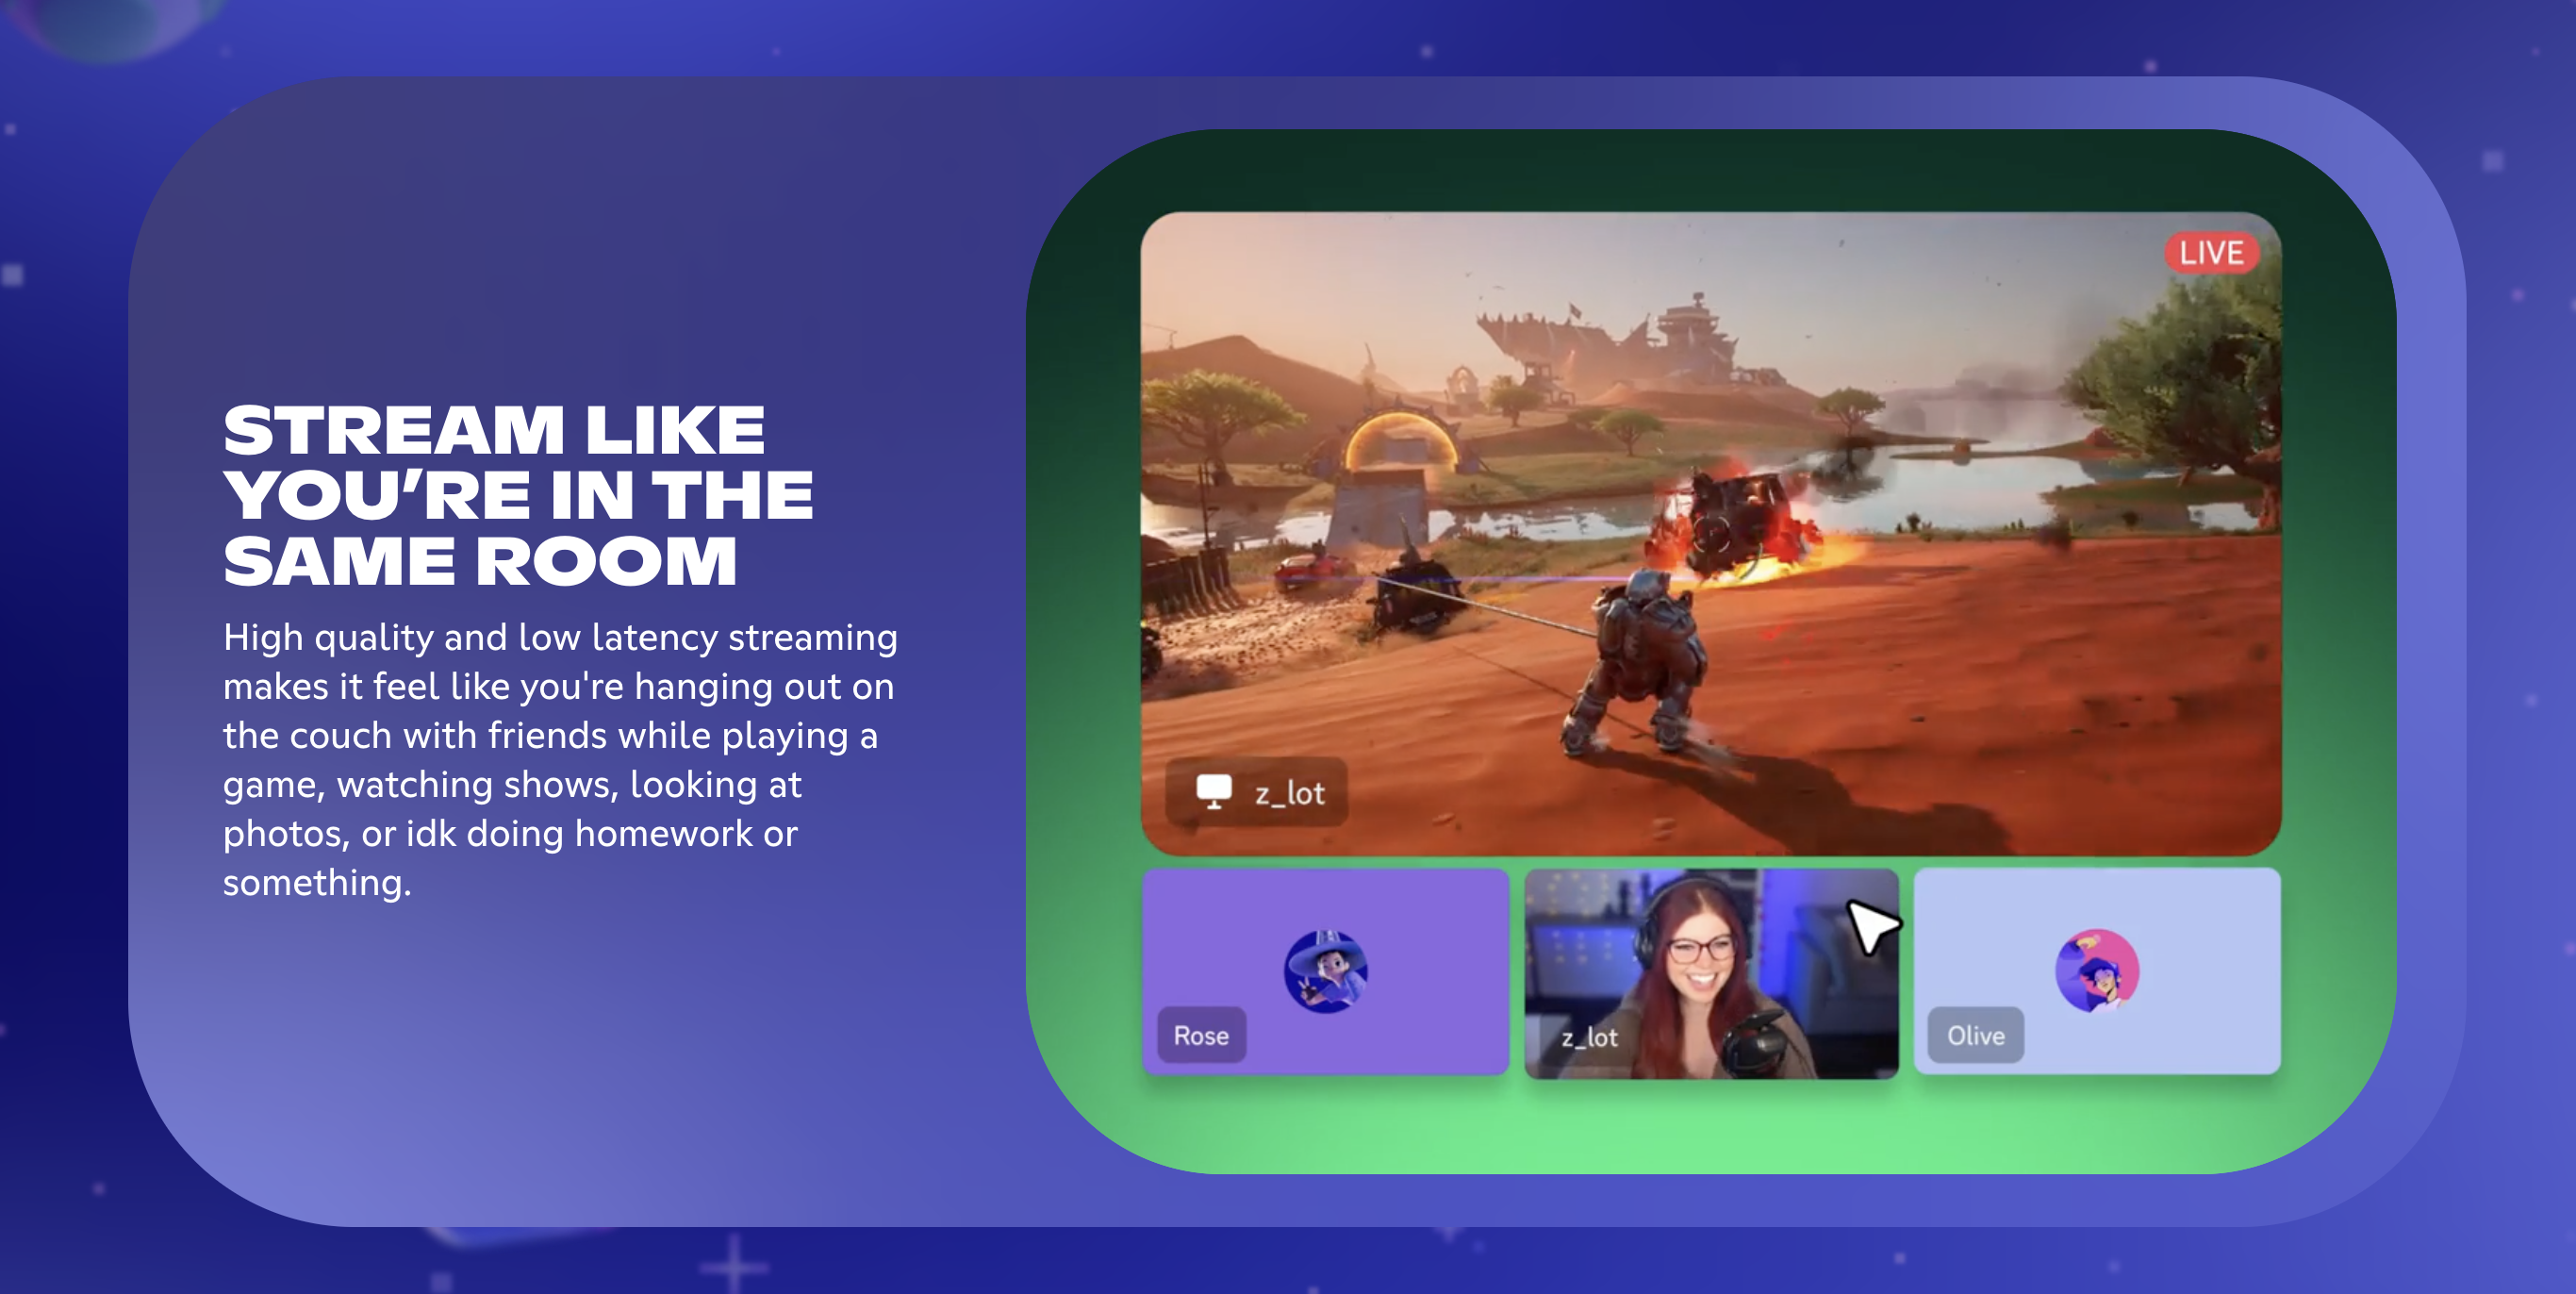 STREAM LIKE
YOU’RE IN THE
SAME ROOM
High quality and low latency streaming
makes it feel like you're hanging out on
the couch with friends while playing a
game, watching shows, looking at
photos, or idk doing homework or
something.
LIVE
z_lot
Rose
z_lot
Olive